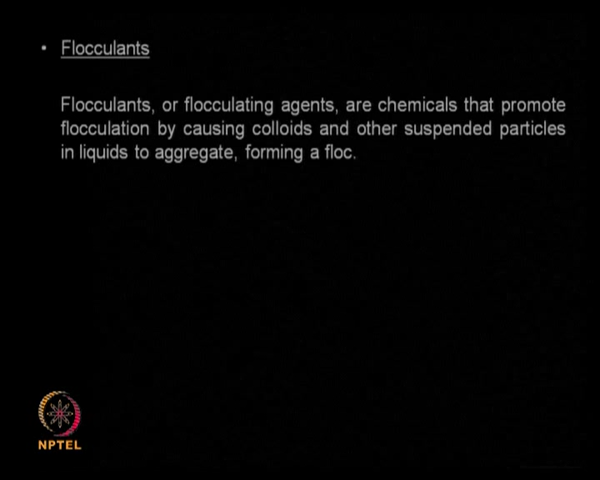 • Flocculants
Flocculants, or flocculating agents, are chemicals that promote
flocculation by causing colloids and other suspended particles
in liquids to aggregate, forming a floc.
NPTEL